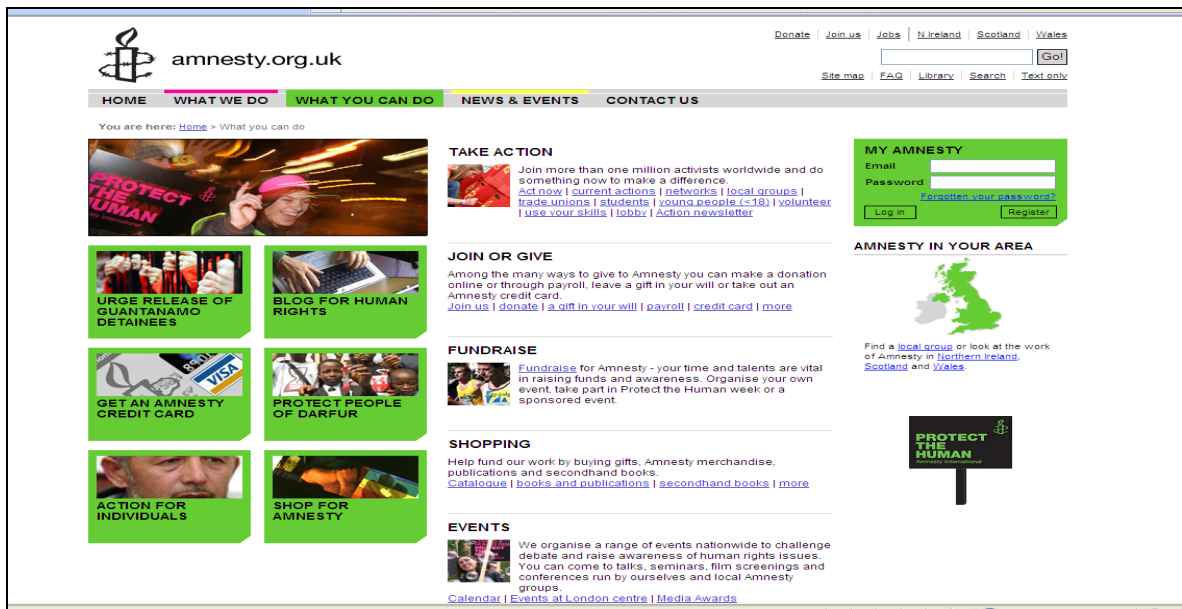 amnesty.org.uk
Donate | Join us | Jobs | N Ireland | Scotland | Wales
Go!
Site map | FAQ | Library | Search | Text only
HOME WHAT WE DO WHAT YOU CAN DO NEWS & EVENTS CONTACT US
You are here: Home > What you can do
PROTECT
THE
HUMAN
Amnesty International
URGE RELEASE OF
GUANTANAMO
DETAINEES
BLOG FOR HUMAN
RIGHTS
VISA
GET AN AMNESTY
CREDIT CARD
PROTECT PEOPLE
OF DARFUR
ACTION FOR
INDIVIDUALS
SHOP FOR
AMNESTY
TAKE ACTION
Join more than one million activists worldwide and do
something now to make a difference.
Act now | current actions | networks | local groups |
trade unions | students | young people (<18) | volunteer
| use your skills | lobby | Action newsletter
JOIN OR GIVE
Among the many ways to give to Amnesty you can make a donation
online or through payroll, leave a gift in your will or take out an
Amnesty credit card.
Join us | donate | a gift in your will | payroll | credit card | more
FUNDRAISE
Fundraise for Amnesty - your time and talents are vital
in raising funds and awareness. Organise your own
event, take part in Protect the Human week or a
sponsored event.
SHOPPING
Help fund our work by buying gifts, Amnesty merchandise,
publications and secondhand books.
Catalogue | books and publications | secondhand books | more
EVENTS
We organise a range of events nationwide to challenge
debate and raise awareness of human rights issues.
You can come to talks, seminars, film screenings and
conferences run by ourselves and local Amnesty
groups.
Calendar | Events at London centre | Media Awards
MY AMNESTY
Email
Password
Forgotten your password?
Log in Register
AMNESTY IN YOUR AREA
Find a local group or look at the work
of Amnesty in Northern Ireland,
Scotland and Wales.
PROTECT
THE
HUMAN
Amnesty International